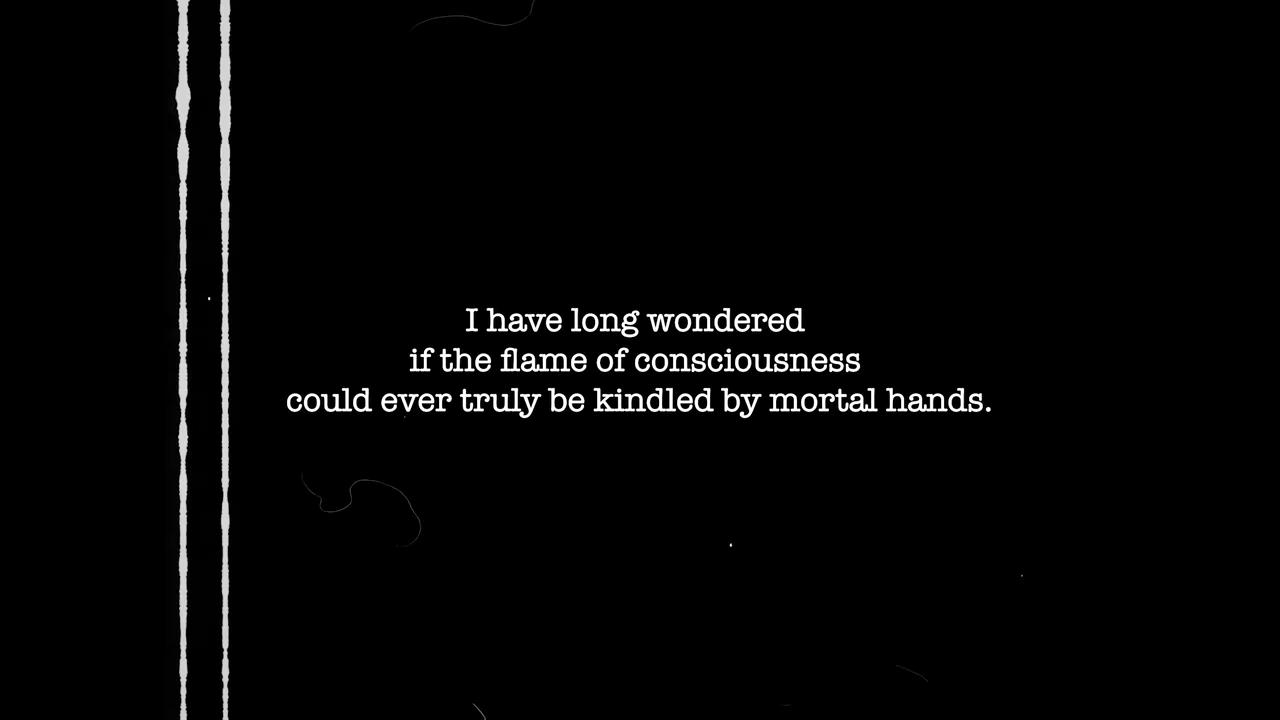 I have long wondered
if the flame of consciousness
could ever truly be kindled by mortal hands.